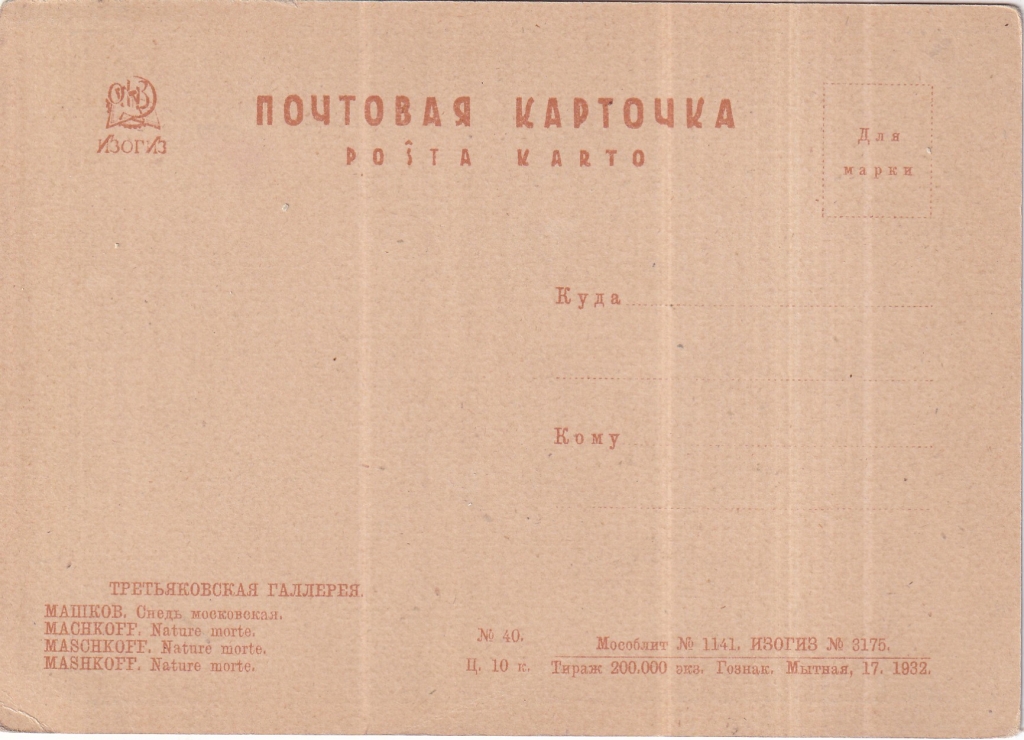 ИЗОГИЗ
ПОЧТОВАЯ КАРТОЧКА
POŜTA KARTO
Для
марки
Куда
Кому
ТРЕТЬЯКОВСКАЯ ГАЛЛЕРЕЯ.
МАШКОВ. Снедь московская.
MACHKOFF. Nature morte.
MASCHKOFF. Nature morte.
MASHKOFF. Nature morte.
№ 40.
Ц. 10 к.
Мособлит № 1141. ИЗОГИЗ № 3175.
Тираж 200.000 экз. Гознак. Мытная, 17. 1932.